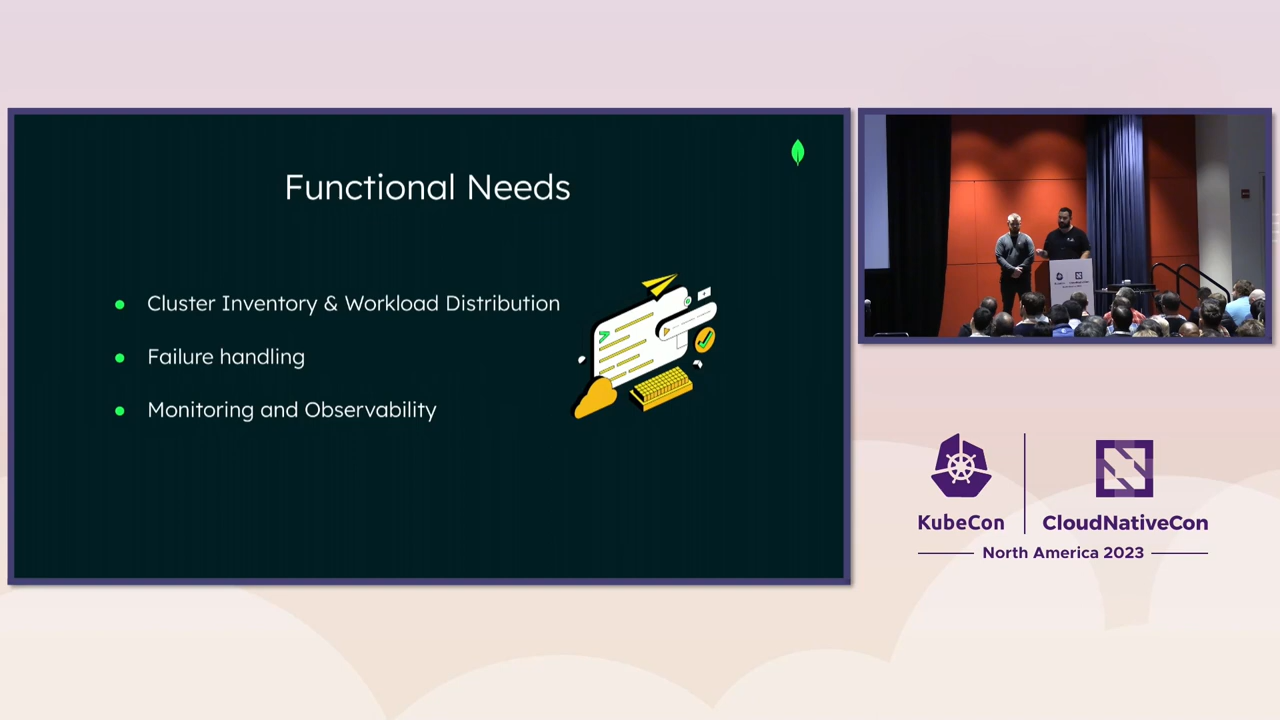 Functional Needs
Cluster Inventory & Workload Distribution
Failure handling
Monitoring and Observability
KubeCon
CloudNativeCon
North America 2023